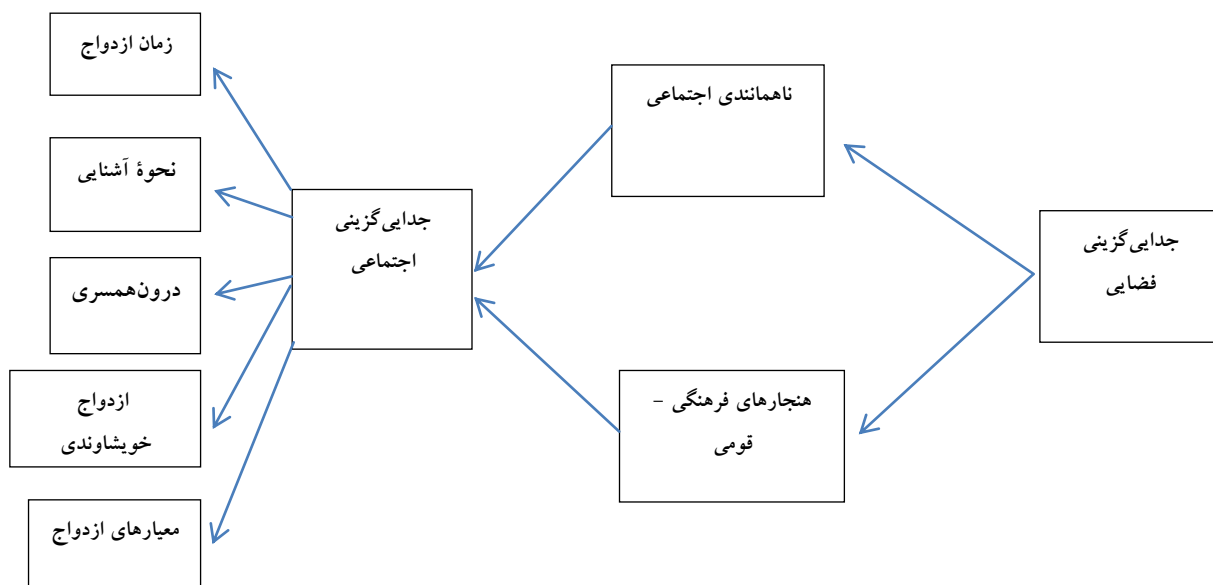 زمان ازدواج
ناهمانندی اجتماعی
نحوۀ آشنایی
جدایی‌گزینی
اجتماعی
جدایی‌گزینی
فضایی
درون‌همسری
ازدواج
خویشاوندی
هنجارهای فرهنگی –
قومی
معیارهای ازدواج